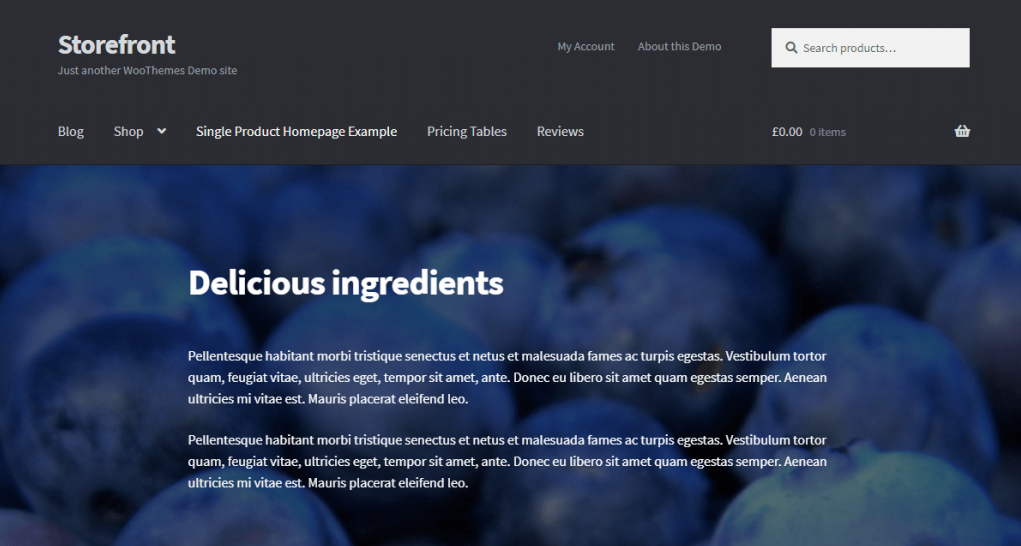 Storefront
Just another WooThemes Demo site
My Account
About this Demo
Search products…
Blog
Shop
Single Product Homepage Example
Pricing Tables
Reviews
£0.00 0 items
Delicious ingredients
Pellentesque habitant morbi tristique senectus et netus et malesuada fames ac turpis egestas. Vestibulum tortor
quam, feugiat vitae, ultricies eget, tempor sit amet, ante. Donec eu libero sit amet quam egestas semper. Aenean
ultricies mi vitae est. Mauris placerat eleifend leo.
Pellentesque habitant morbi tristique senectus et netus et malesuada fames ac turpis egestas. Vestibulum tortor
quam, feugiat vitae, ultricies eget, tempor sit amet, ante. Donec eu libero sit amet quam egestas semper. Aenean
ultricies mi vitae est. Mauris placerat eleifend leo.